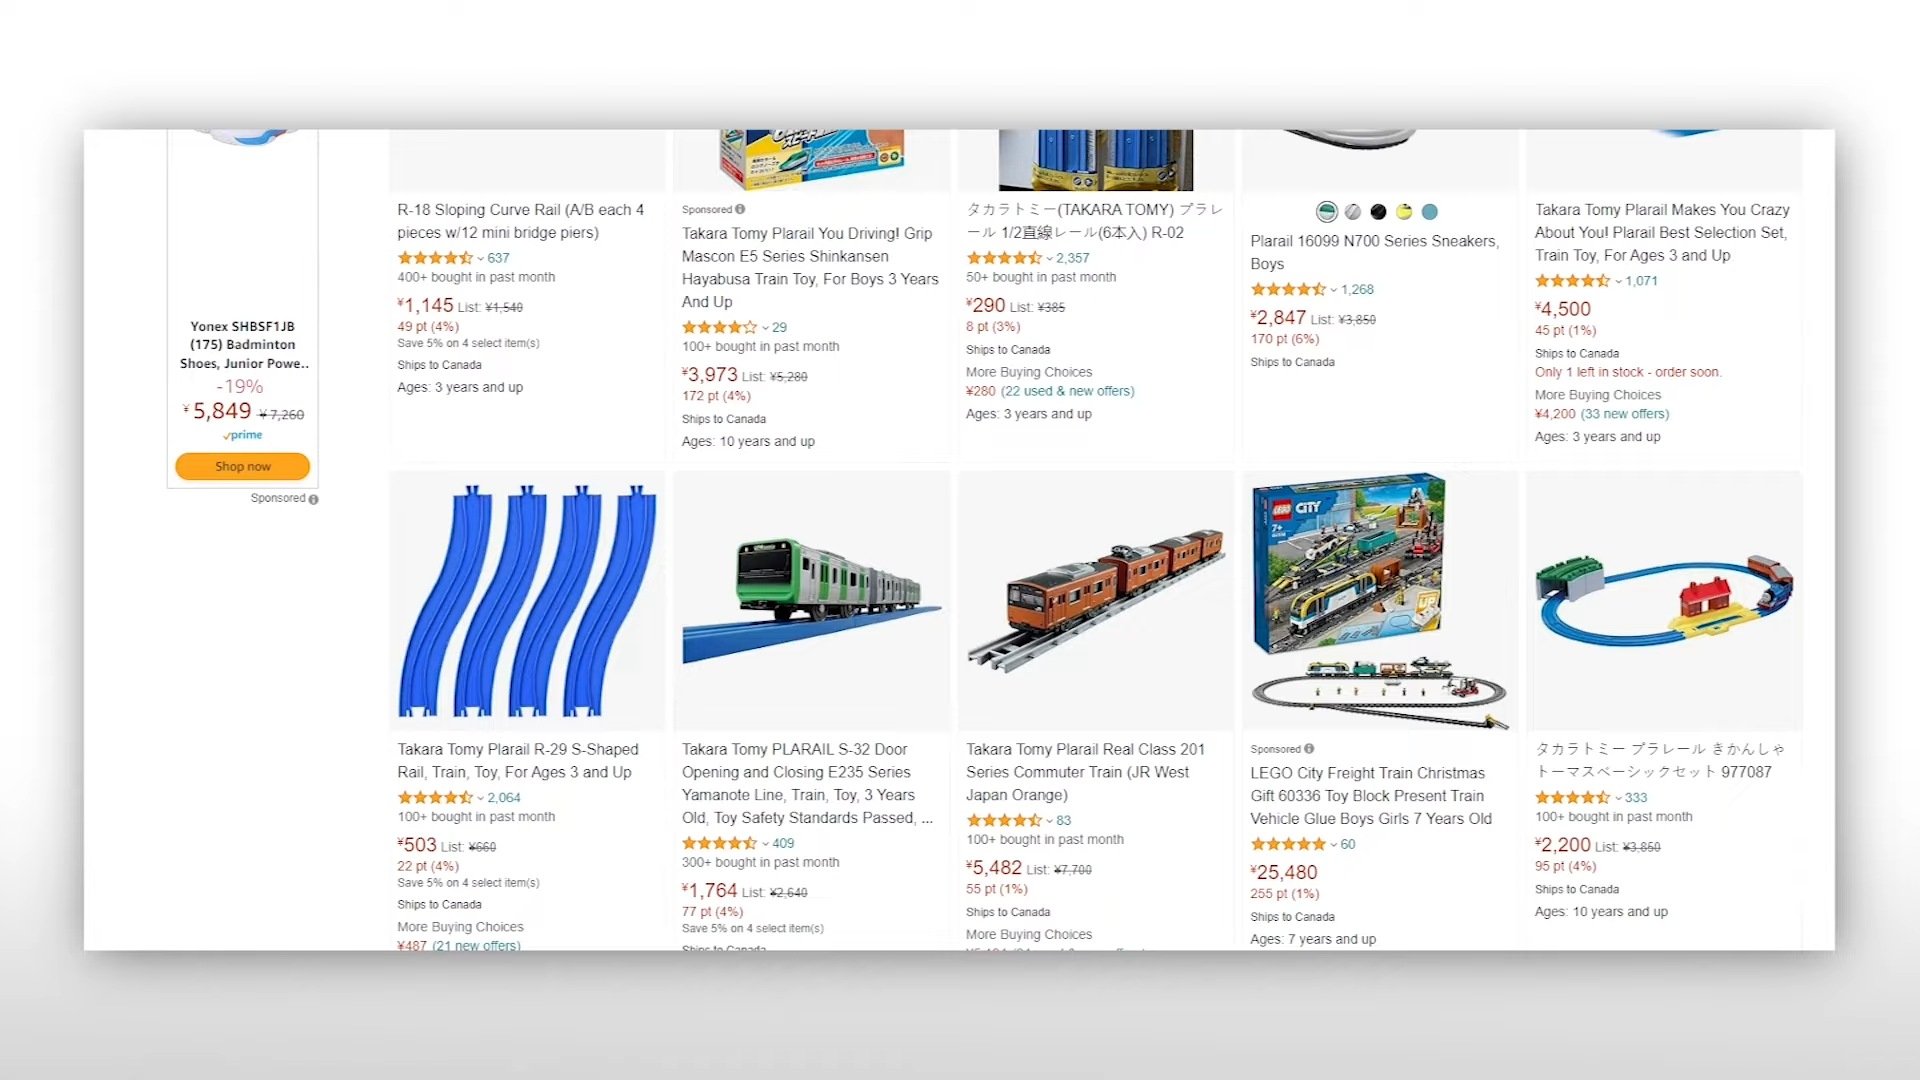 Yonex SHBSF1JB
(175) Badminton
Shoes, Junior Powe..
-19%
¥5,849 ¥7,260
prime
Shop now
Sponsored
R-18 Sloping Curve Rail (A/B each 4
pieces w/12 mini bridge piers)
637
400+ bought in past month
¥1,145 List: ¥1,540
49 pt (4%)
Save 5% on 4 select item(s)
Ships to Canada
Ages: 3 years and up
Sponsored
Takara Tomy Plarail You Driving! Grip
Mascon E5 Series Shinkansen
Hayabusa Train Toy, For Boys 3 Years
And Up
29
100+ bought in past month
¥3,973 List: ¥5,280
172 pt (4%)
Ships to Canada
Ages: 10 years and up
タカラトミー(TAKARA TOMY) プラレ
ール 1/2直線レール(6本入) R-02
2,357
50+ bought in past month
¥290 List: ¥385
8 pt (3%)
Ships to Canada
More Buying Choices
¥280 (22 used & new offers)
Ages: 3 years and up
Plarail 16099 N700 Series Sneakers,
Boys
1,268
¥2,847 List: ¥3,850
170 pt (6%)
Ships to Canada
Takara Tomy Plarail Makes You Crazy
About You! Plarail Best Selection Set,
Train Toy, For Ages 3 and Up
1,071
¥4,500
45 pt (1%)
Ships to Canada
Only 1 left in stock - order soon.
More Buying Choices
¥4,200 (33 new offers)
Ages: 3 years and up
Takara Tomy Plarail R-29 S-Shaped
Rail, Train, Toy, For Ages 3 and Up
2,064
100+ bought in past month
¥503 List: ¥660
22 pt (4%)
Save 5% on 4 select item(s)
Ships to Canada
More Buying Choices
¥487 (21 new offers)
Takara Tomy PLARAIL S-32 Door
Opening and Closing E235 Series
Yamanote Line, Train, Toy, 3 Years
Old, Toy Safety Standards Passed, ...
409
300+ bought in past month
¥1,764 List: ¥2,640
77 pt (4%)
Save 5% on 4 select item(s)
Ships to Canada
Takara Tomy Plarail Real Class 201
Series Commuter Train (JR West
Japan Orange)
83
100+ bought in past month
¥5,482 List: ¥7,700
55 pt (1%)
Ships to Canada
More Buying Choices
LEGO CITY
7+
Sponsored
LEGO City Freight Train Christmas
Gift 60336 Toy Block Present Train
Vehicle Glue Boys Girls 7 Years Old
60
¥25,480
255 pt (1%)
Ships to Canada
Ages: 7 years and up
タカラトミー プラレール きかんしゃ
トーマスベーシックセット 977087
333
100+ bought in past month
¥2,200 List: ¥3,850
95 pt (4%)
Ships to Canada
Ages: 10 years and up